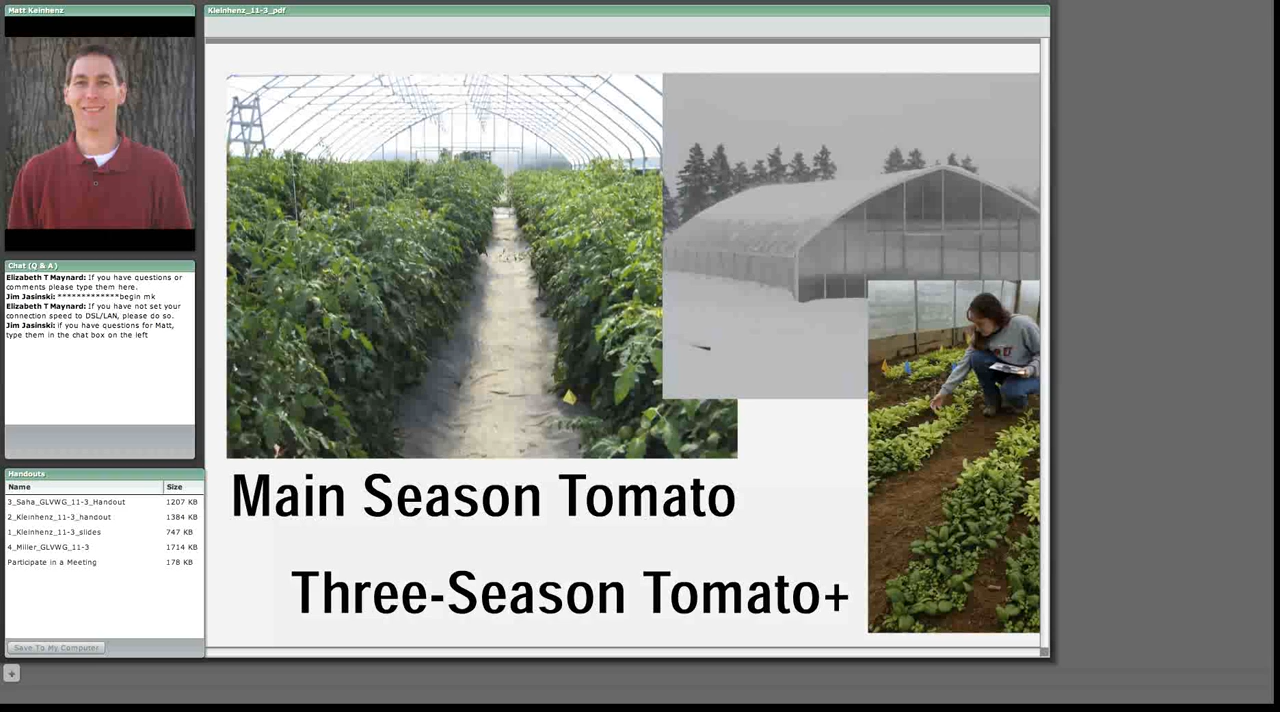 Matt Keinhenz
Kleinhenz_11-3_pdf
Chat (Q & A)
Elizabeth T Maynard: If you have questions or
comments please type them here.
Jim Jasinski: *************begin mk
Elizabeth T Maynard: If you have not set your
connection speed to DSL/LAN, please do so.
Jim Jasinski: if you have questions for Matt,
type them in the chat box on the left
Handouts
Name Size
3_Saha_GLVWG_11-3_Handout 1207 KB
2_Kleinhenz_11-3_handout 1384 KB
1_Kleinhenz_11-3_slides 747 KB
4_Miller_GLVWG_11-3 1714 KB
Participate in a Meeting 178 KB
Save To My Computer
Main Season Tomato
Three-Season Tomato+